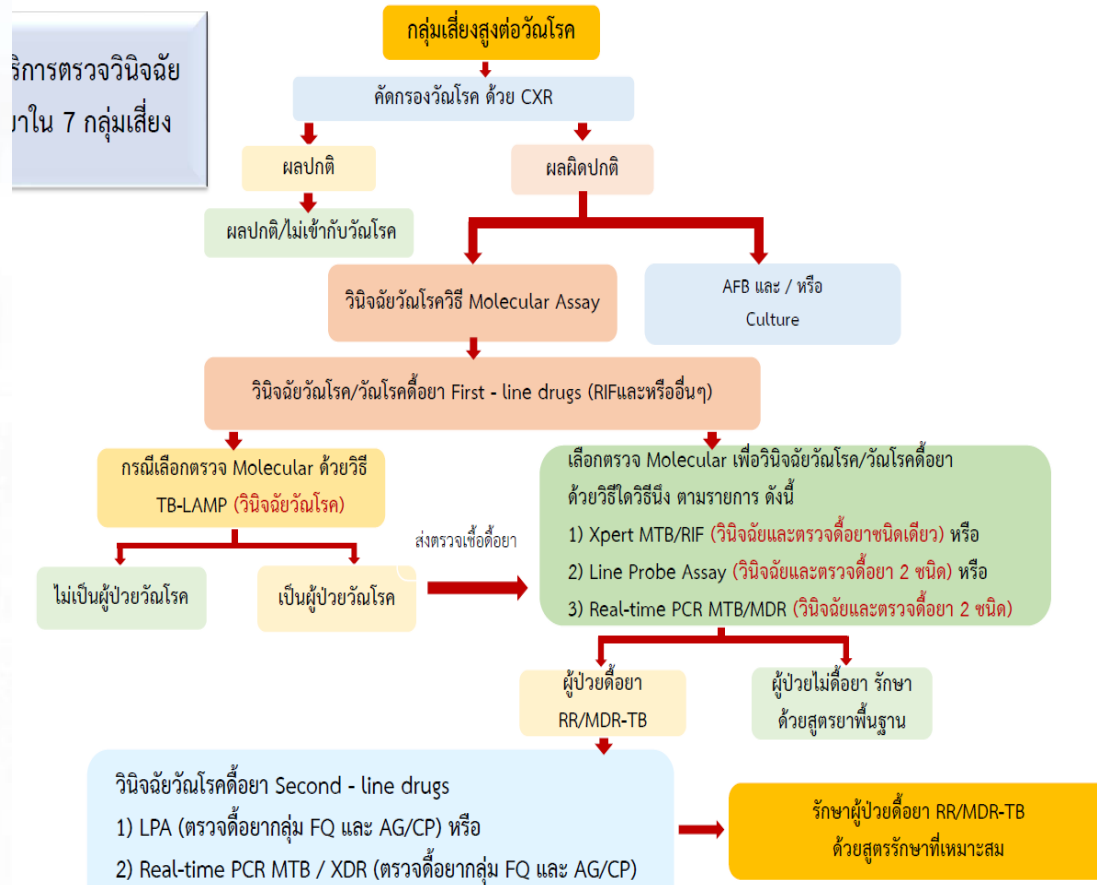 กลุ่มเสี่ยงสูงต่อวัณโรค
ริการตรวจวินิจฉัย
ยาใน 7 กลุ่มเสี่ยง
คัดกรองวัณโรค ด้วย CXR
ผลปกติ
ผลผิดปกติ
ผลปกติ/ไม่เข้ากับวัณโรค
วินิจฉัยวัณโรควิธี Molecular Assay
AFB และ / หรือ
Culture
วินิจฉัยวัณโรค/วัณโรคดื้อยา First - line drugs (RIFและหรืออื่นๆ)
กรณีเลือกตรวจ Molecular ด้วยวิธี
TB-LAMP (วินิจฉัยวัณโรค)
ไม่เป็นผู้ป่วยวัณโรค
เป็นผู้ป่วยวัณโรค
ส่งตรวจเชื้อดื้อยา
เลือกตรวจ Molecular เพื่อวินิจฉัยวัณโรค/วัณโรคดื้อยา
ด้วยวิธีใดวิธีนึง ตามรายการ ดังนี้
1) Xpert MTB/RIF (วินิจฉัยและตรวจดื้อยาชนิดเดียว) หรือ
2) Line Probe Assay (วินิจฉัยและตรวจดื้อยา 2 ชนิด) หรือ
3) Real-time PCR MTB/MDR (วินิจฉัยและตรวจดื้อยา 2 ชนิด)
ผู้ป่วยดื้อยา
RR/MDR-TB
ผู้ป่วยไม่ดื้อยา รักษา
ด้วยสูตรยาพื้นฐาน
วินิจฉัยวัณโรคดื้อยา Second - line drugs
1) LPA (ตรวจดื้อยากลุ่ม FQ และ AG/CP) หรือ
2) Real-time PCR MTB / XDR (ตรวจดื้อยากลุ่ม FQ และ AG/CP)
รักษาผู้ป่วยดื้อยา RR/MDR-TB
ด้วยสูตรรักษาที่เหมาะสม